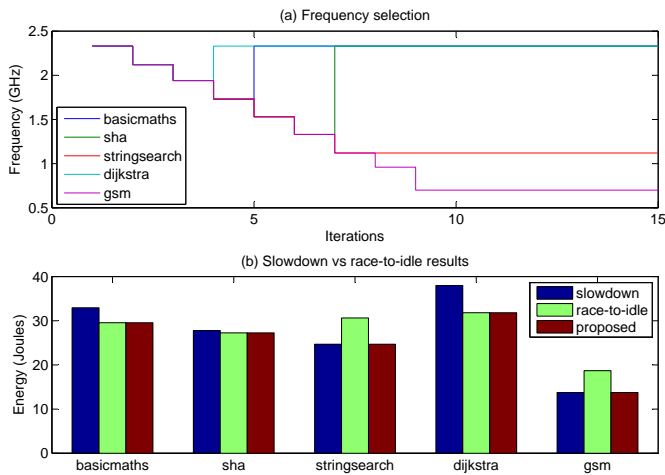 (a) Frequency selection
2.5
2
1.5
1
0.5
Frequency (GHz)
basicmaths
sha
stringsearch
dijkstra
gsm
0
5
10
15
Iterations
(b) Slowdown vs race-to-idle results
40
30
20
10
0
Energy (Joules)
slowdown
race-to-idle
proposed
basicmaths
sha
stringsearch
dijkstra
gsm